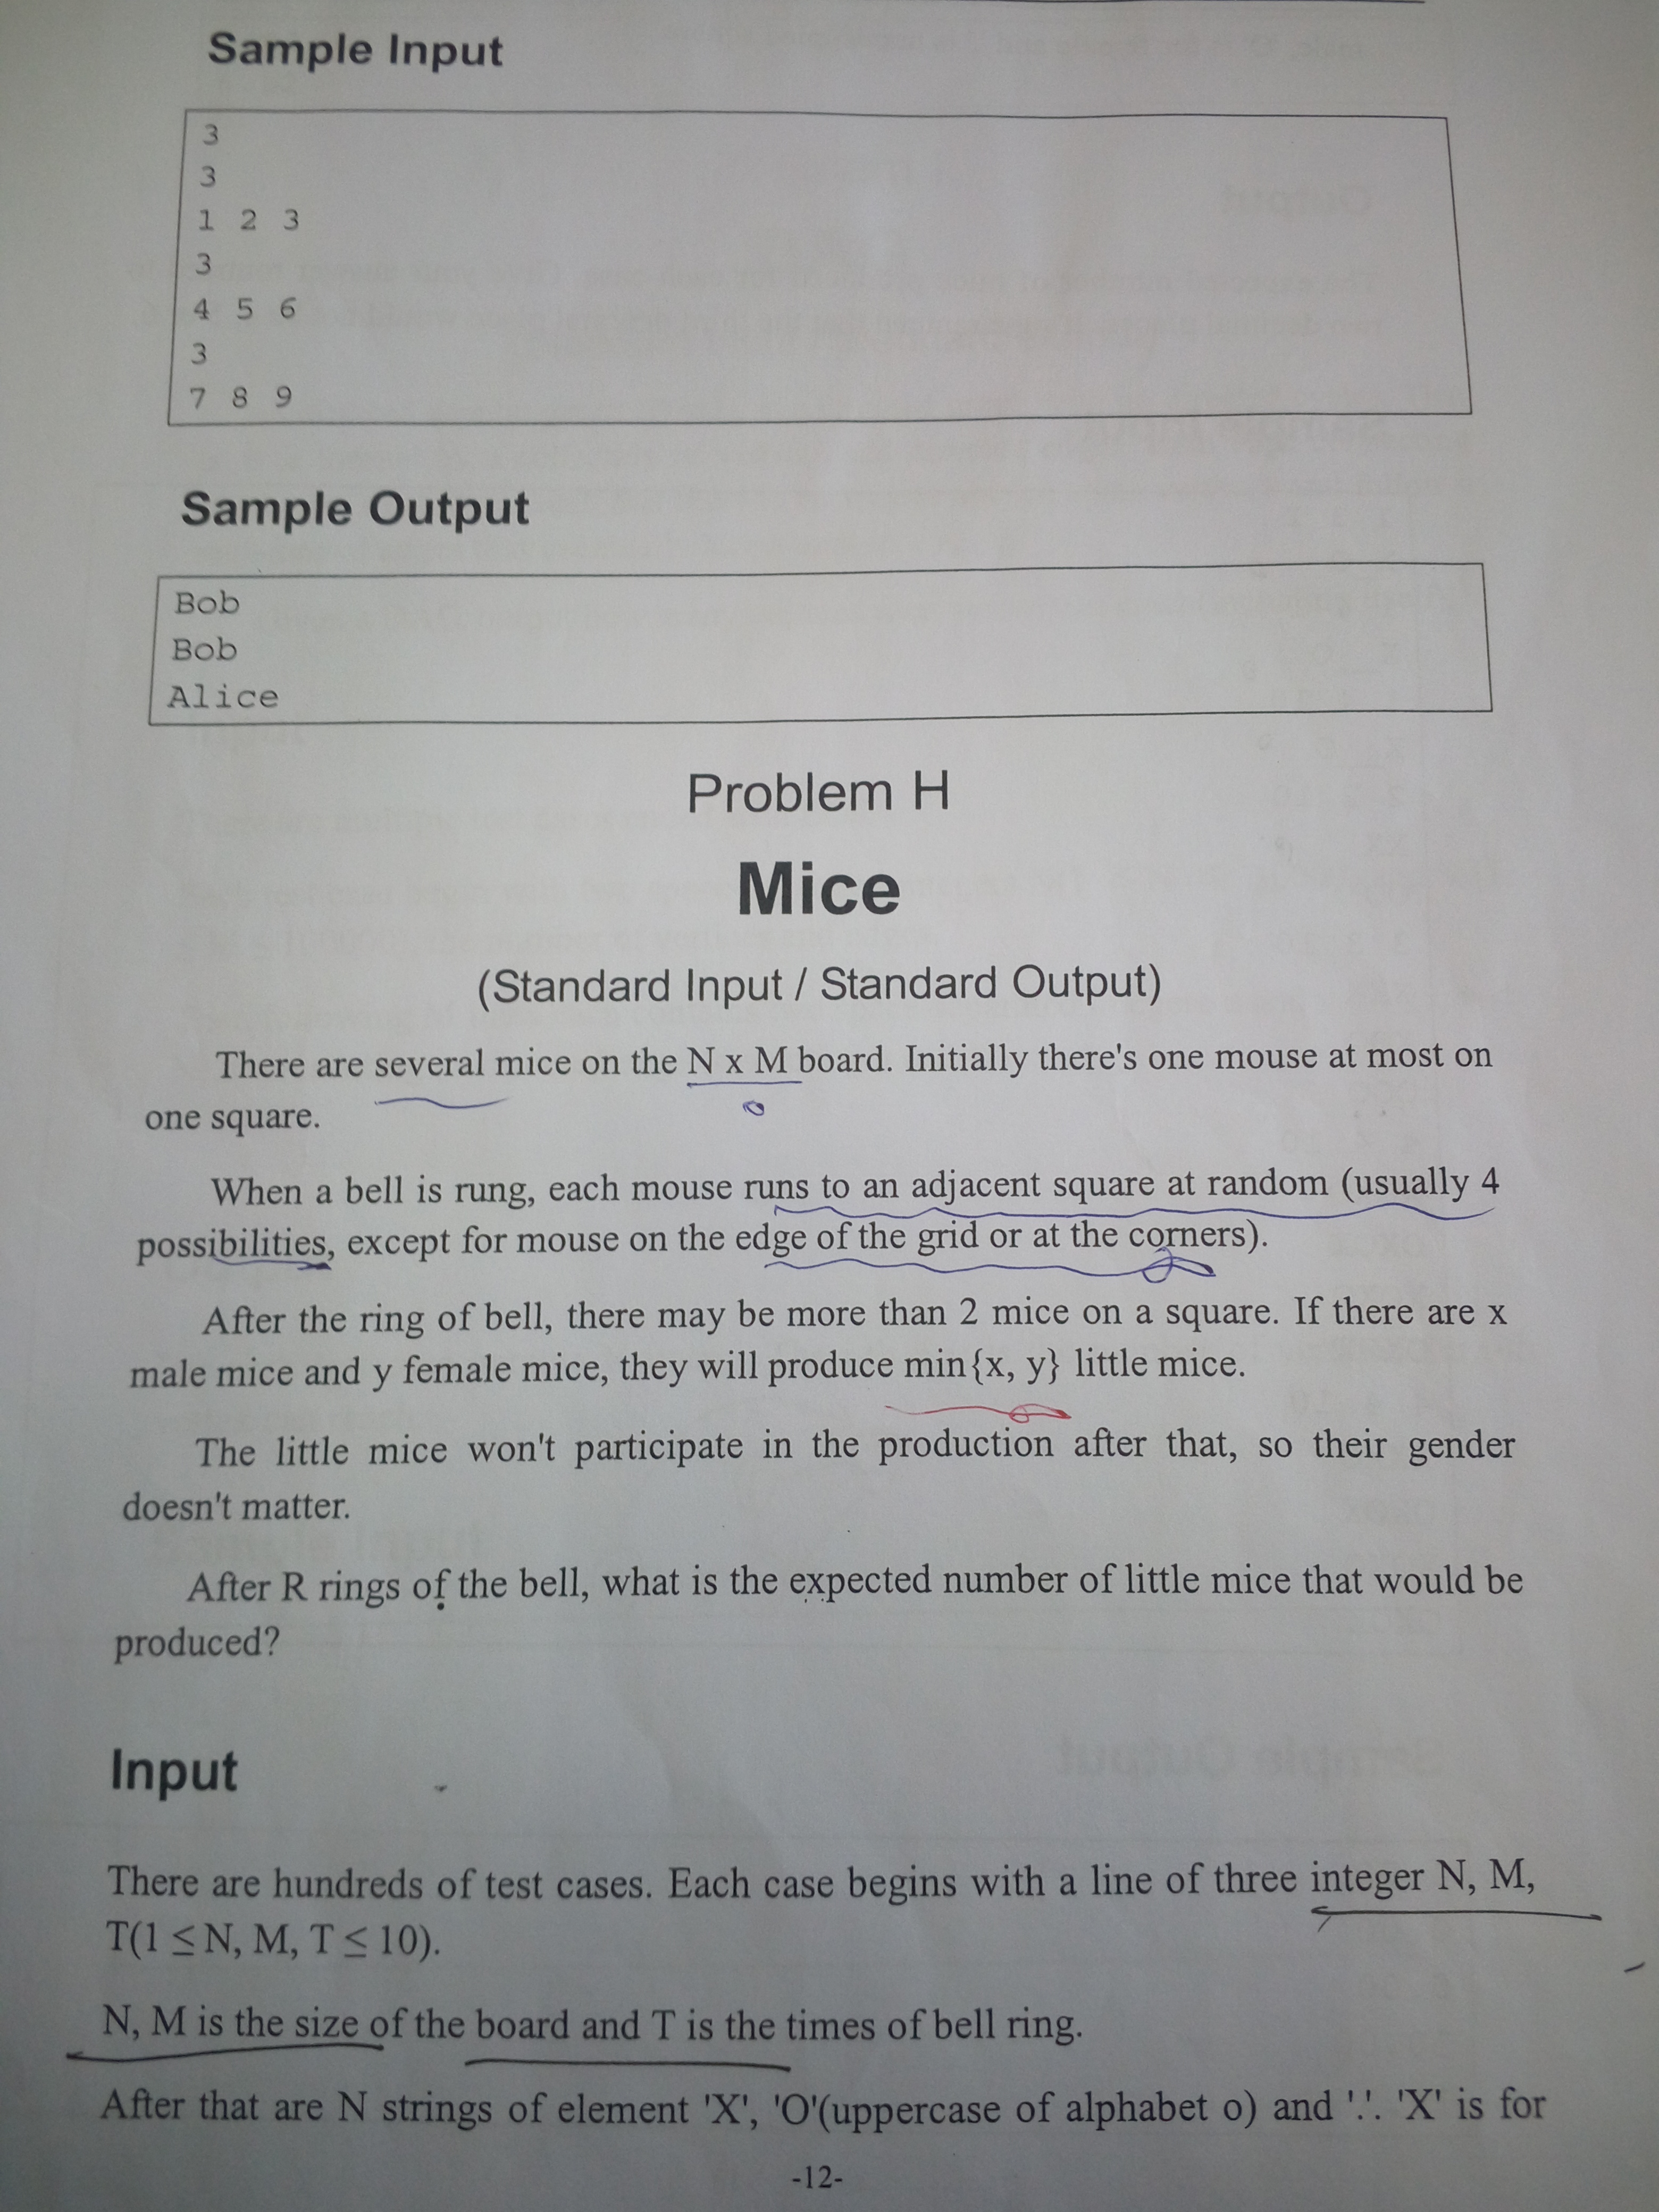 Sample Input
3
3
1 2 3
3
4 5 6
3
7 8 9
Sample Output
Bob
Bob
Alice
Problem H
Mice
(Standard Input / Standard Output)
There are several mice on the N x M board. Initially there's one mouse at most on
one square.
When a bell is rung, each mouse runs to an adjacent square at random (usually 4
possibilities, except for mouse on the edge of the grid or at the corners).
After the ring of bell, there may be more than 2 mice on a square. If there are x
male mice and y female mice, they will produce min{x, y} little mice.
The little mice won't participate in the production after that, so their gender
doesn't matter.
After R rings of the bell, what is the expected number of little mice that would be
produced?
Input
There are hundreds of test cases. Each case begins with a line of three integer N, M,
T(1 ≤ N, M, T ≤ 10).
N, M is the size of the board and T is the times of bell ring.
After that are N strings of element 'X', 'O'(uppercase of alphabet o) and '.'. 'X' is for
-12-